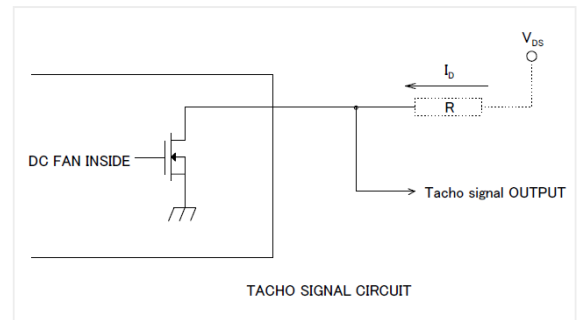 V_DS
I_D
R
DC FAN INSIDE
Tacho signal OUTPUT
TACHO SIGNAL CIRCUIT